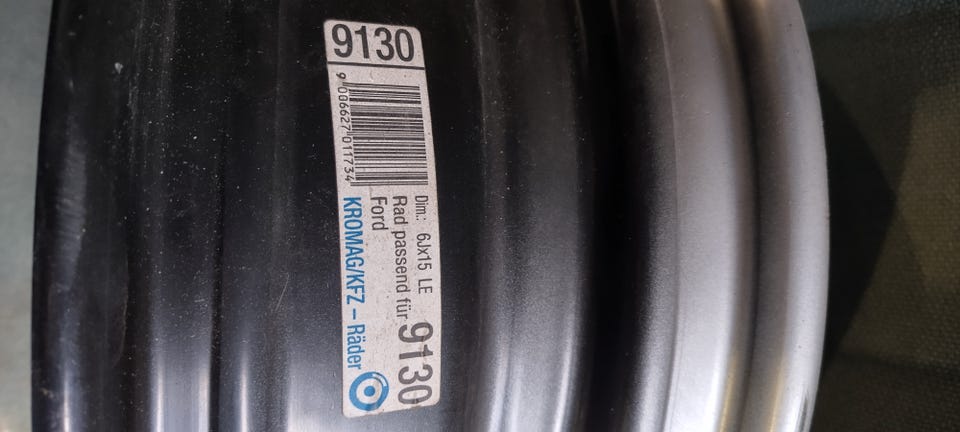 9130
9 006627 011734
Dim.: 6Jx15 LE
Rad passend für 9130
Ford
KROMAG/KFZ – Räder